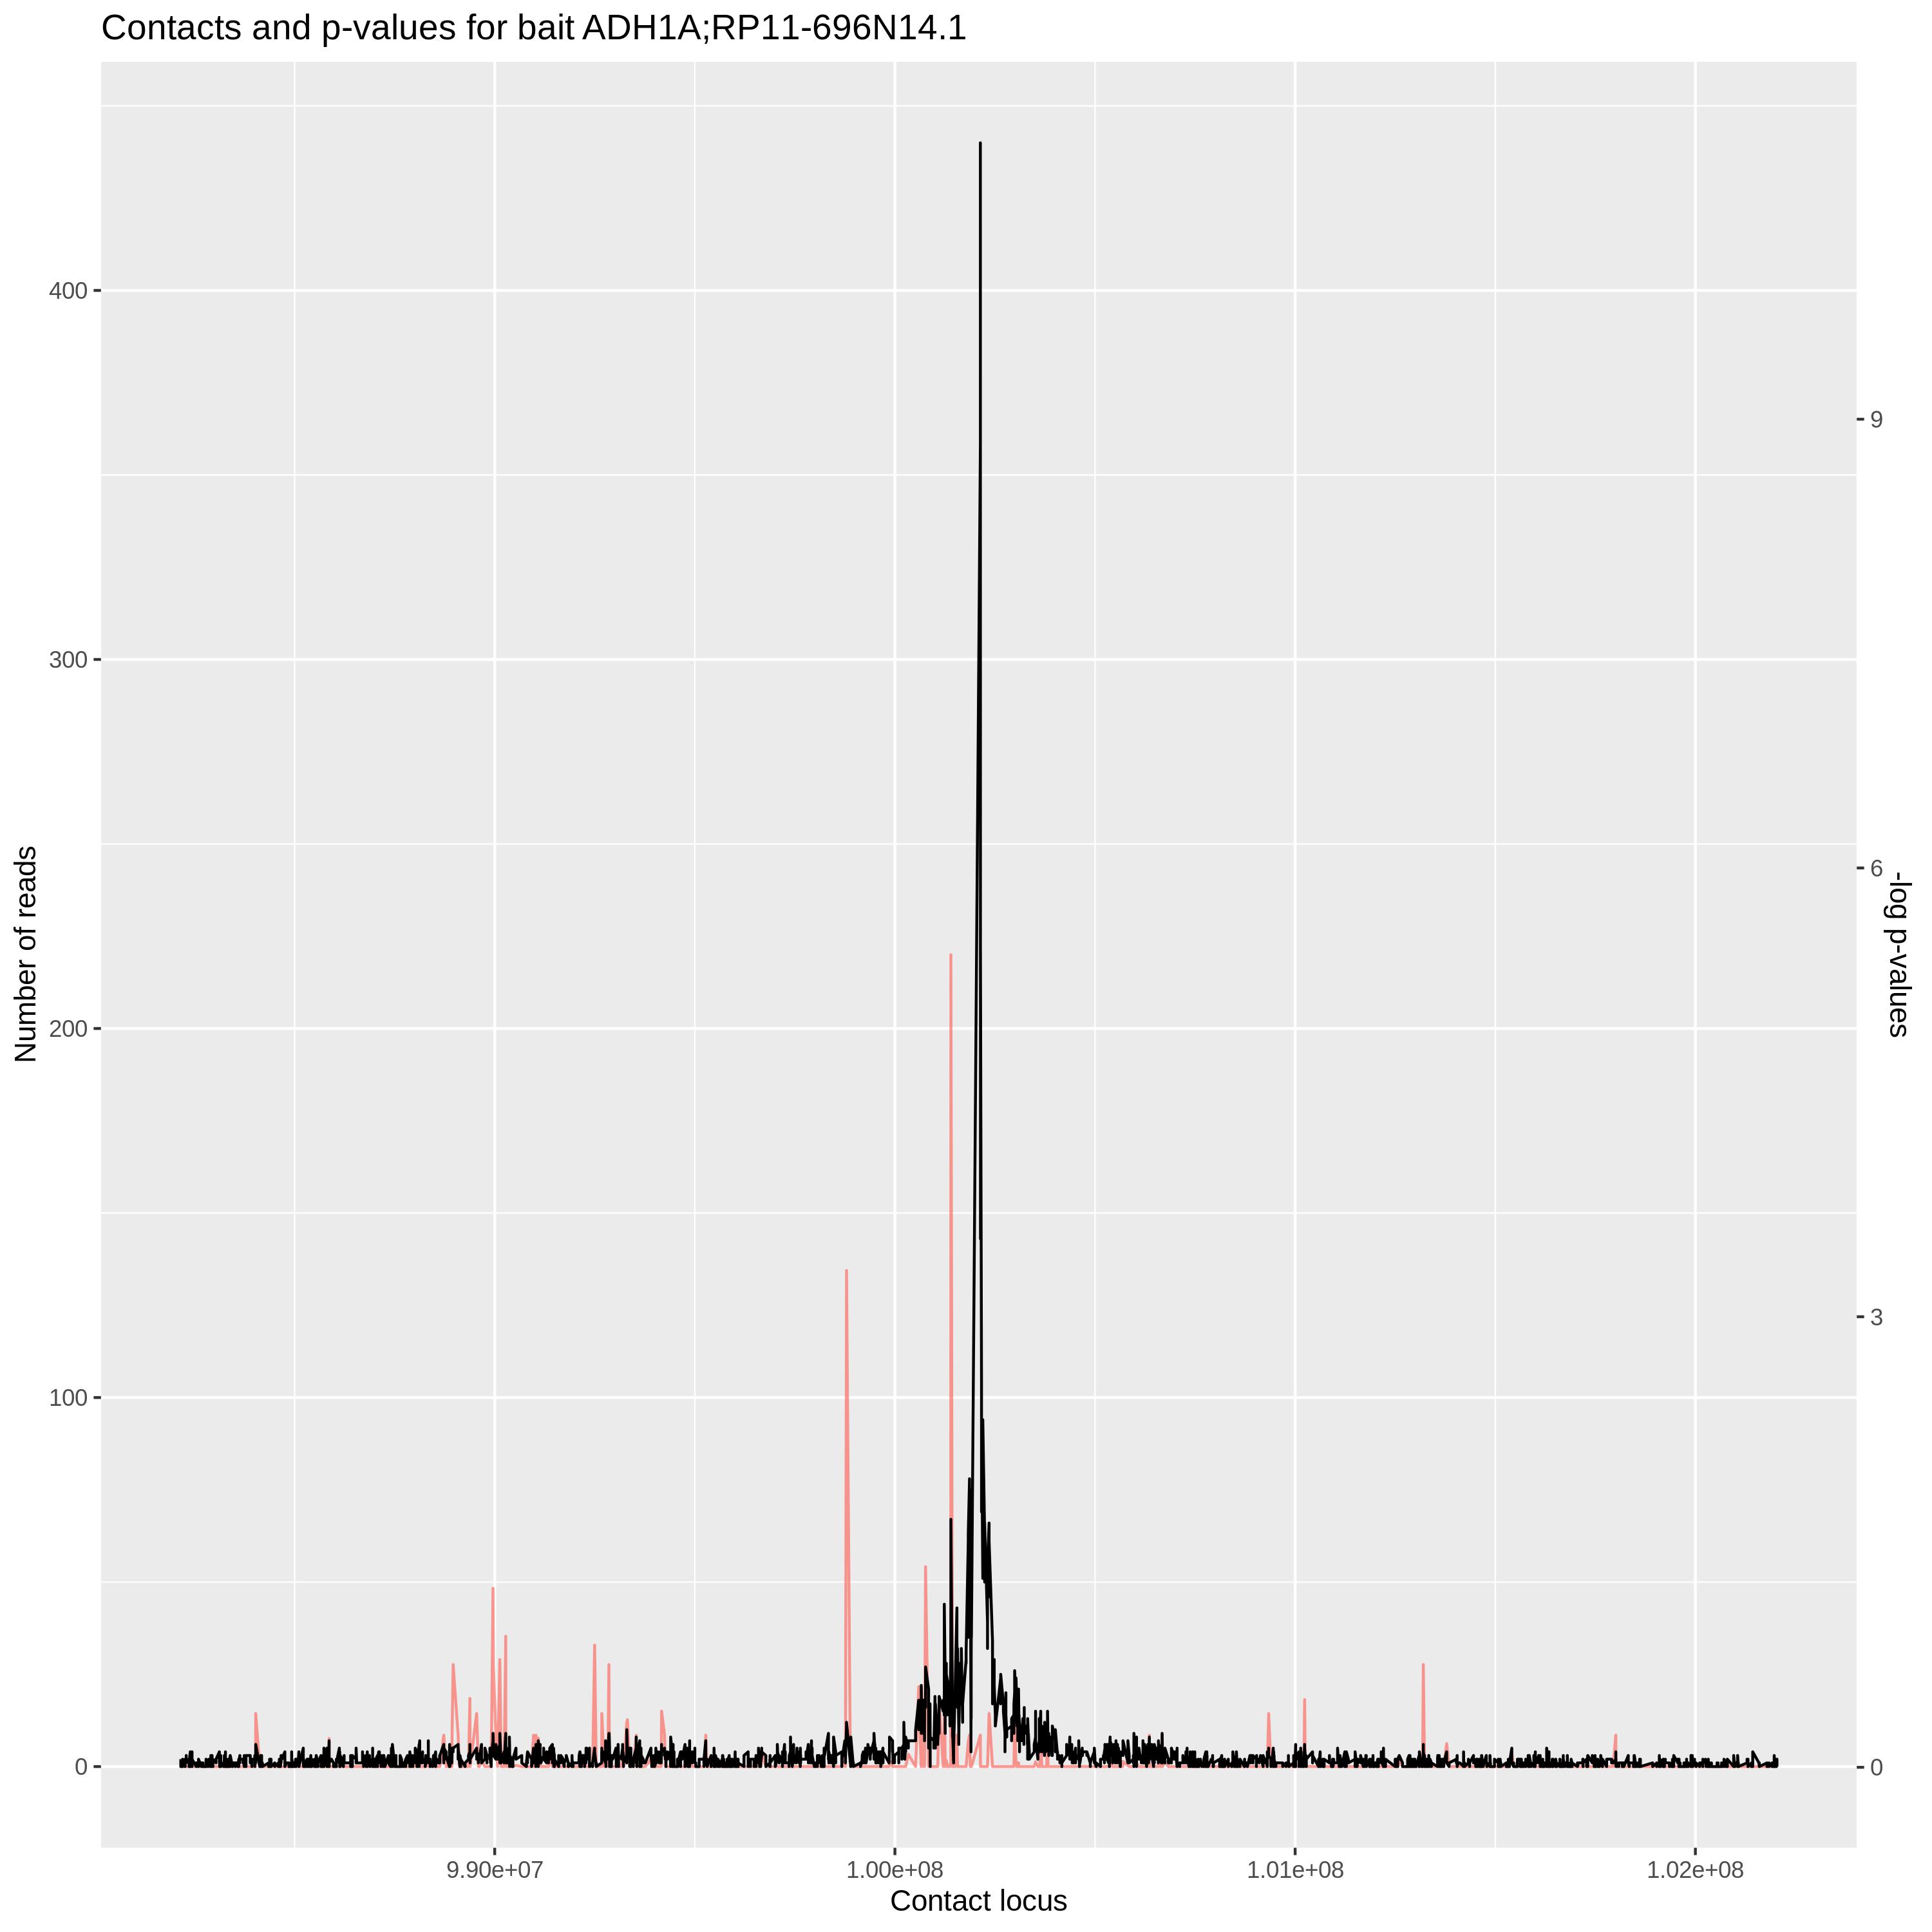 Contacts and p-values for bait ADH1A;RP11-696N14.1
400
300
200
100
0
Number of reads
9
6
3
0
-log p-values
9.90e+07
1.00e+08
1.01e+08
1.02e+08
Contact locus